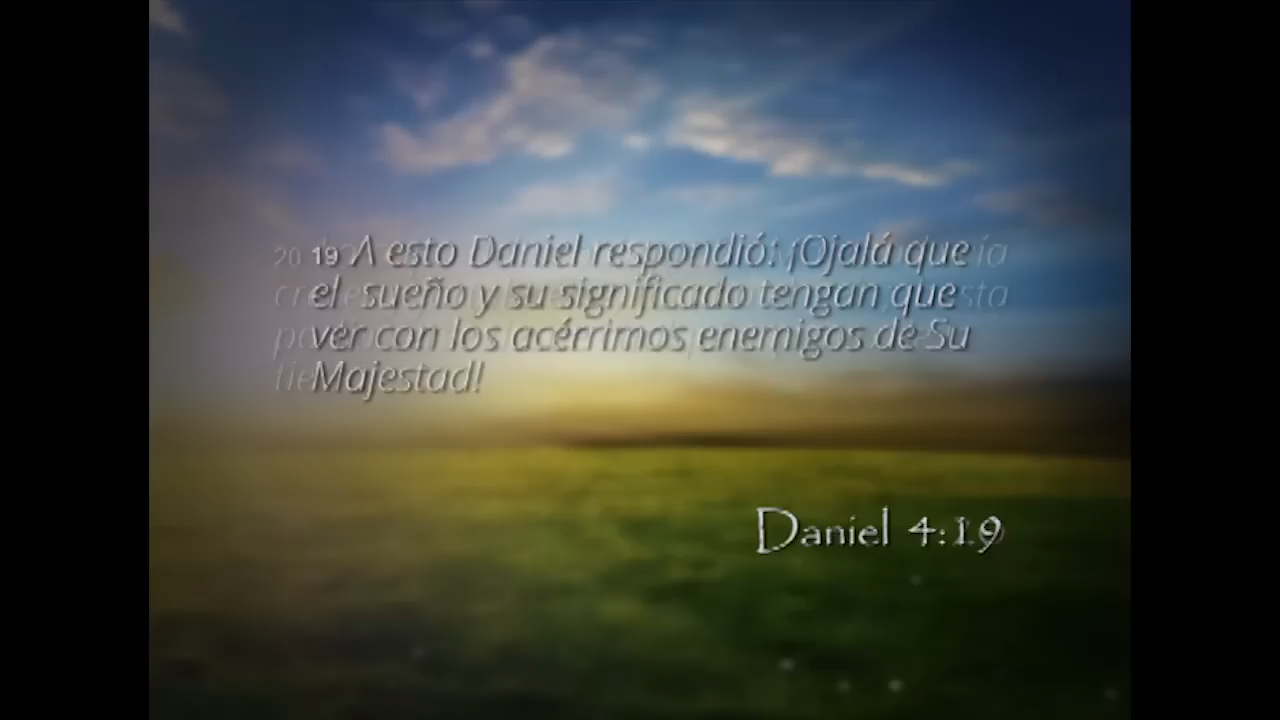 19 A esto Daniel respondió: ¡Ojalá que
el sueño y su significado tengan que
ver con los acérrimos enemigos de Su
Majestad!
Daniel 4:19